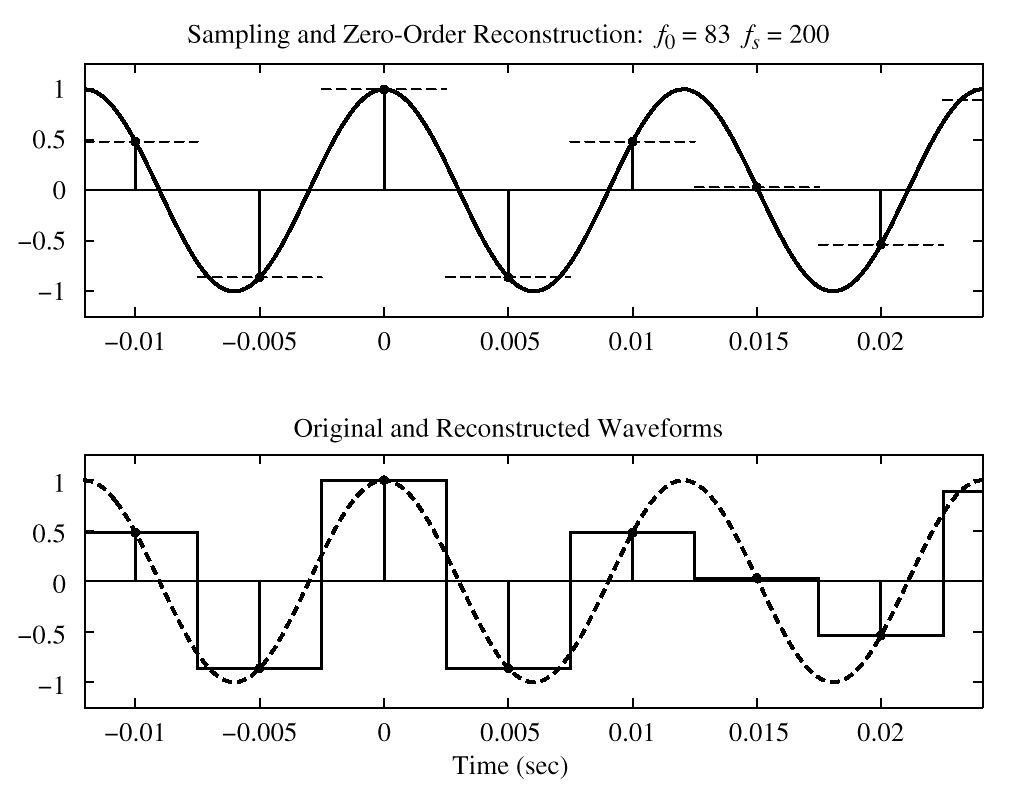 Sampling and Zero-Order Reconstruction: f0 = 83 fs = 200
1
0.5
0
−0.5
−1
−0.01 −0.005 0 0.005 0.01 0.015 0.02
Original and Reconstructed Waveforms
1
0.5
0
−0.5
−1
−0.01 −0.005 0 0.005 0.01 0.015 0.02
Time (sec)